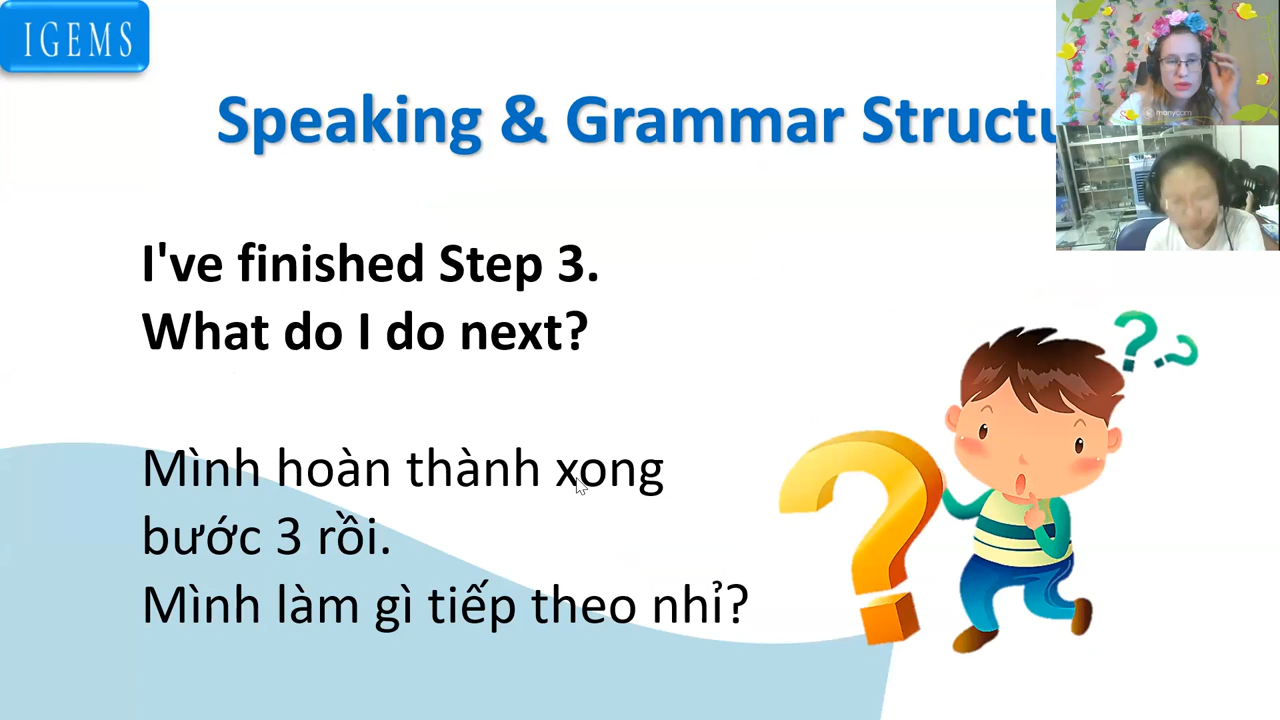 IGEMS
Speaking & Grammar Structu
I've finished Step 3.
What do I do next?
Mình hoàn thành xong
bước 3 rồi.
Mình làm gì tiếp theo nhỉ?
manycam